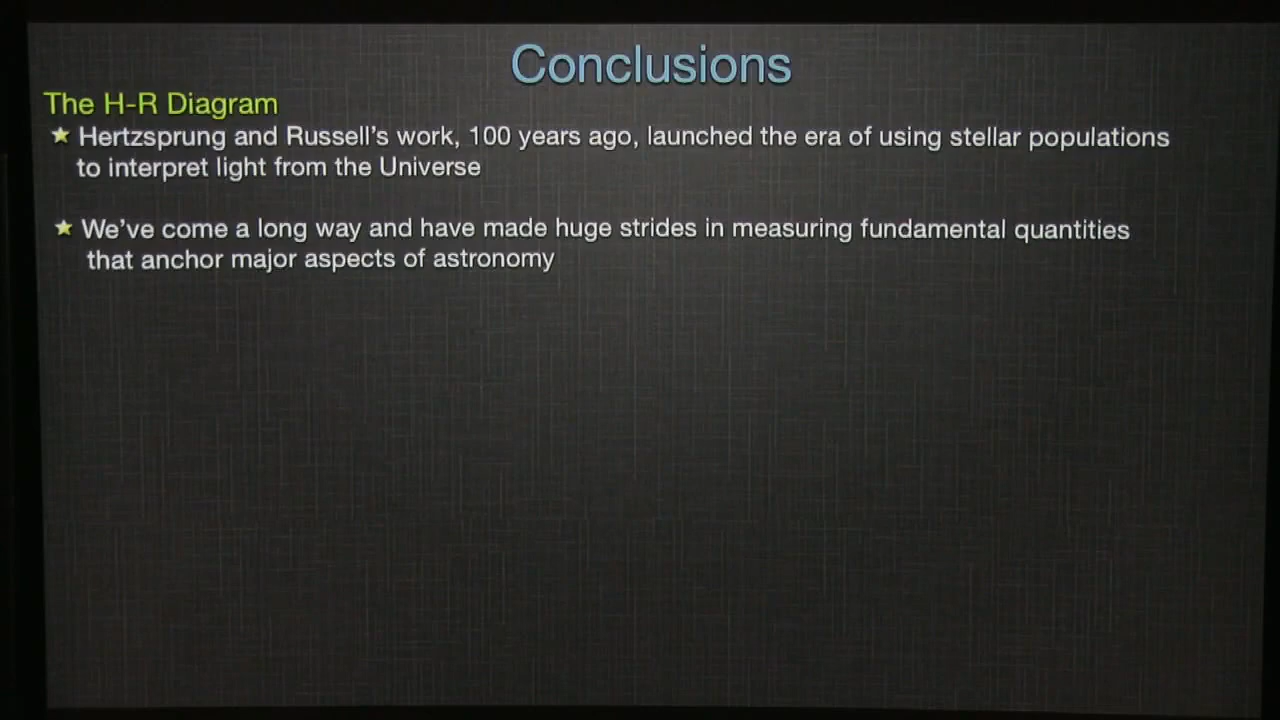 Conclusions
The H-R Diagram
★ Hertzsprung and Russell's work, 100 years ago, launched the era of using stellar populations
to interpret light from the Universe
★ We've come a long way and have made huge strides in measuring fundamental quantities
that anchor major aspects of astronomy